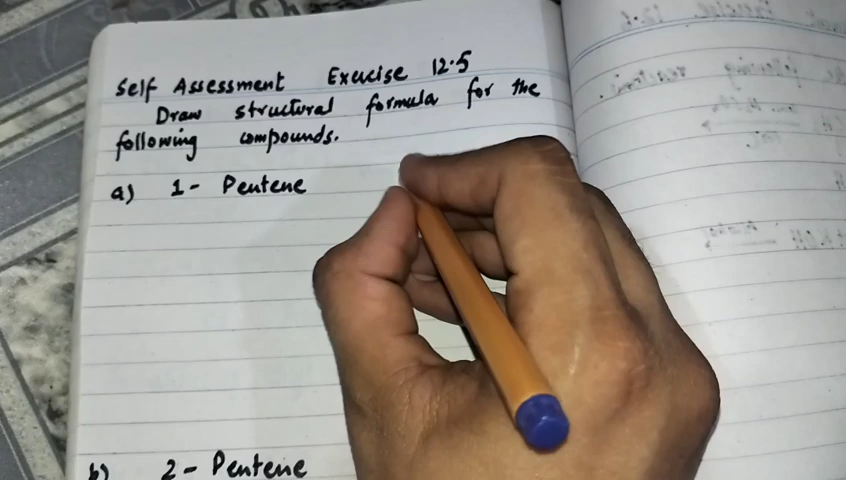 Self Assessment Exercise 12.5
Draw structural formula for the
following compounds.
a) 1- Pentene
b) 2- Pentene